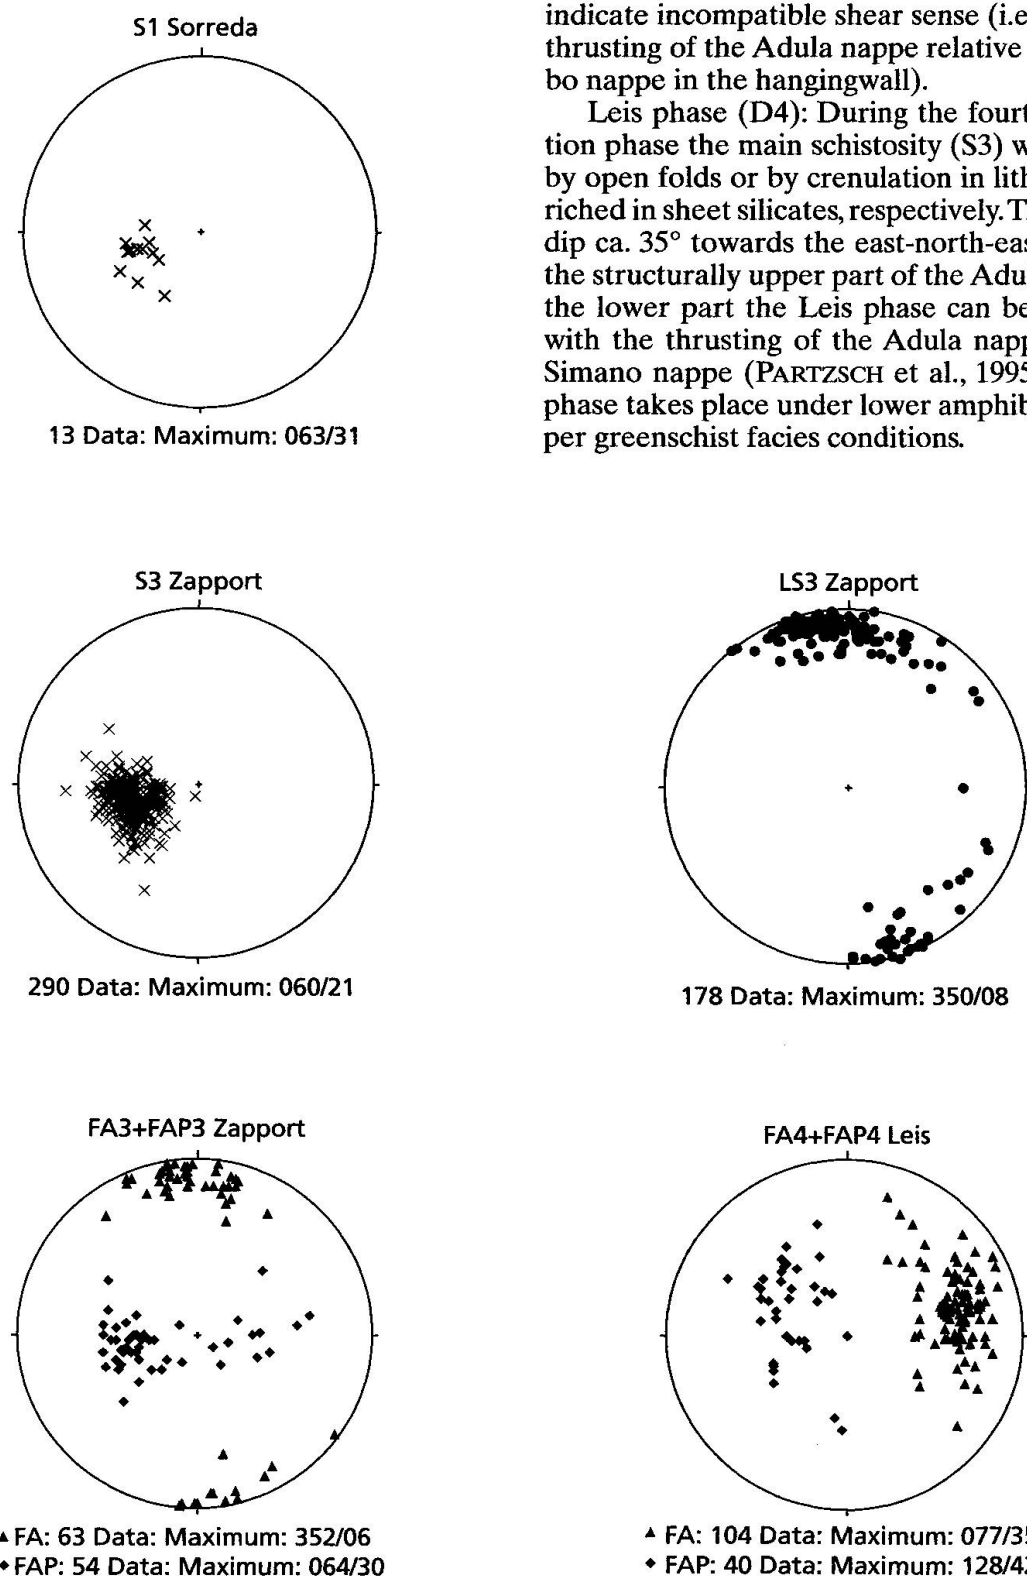 S1 Sorreda
13 Data: Maximum: 063/31
indicate incompatible shear sense (i.e
thrusting of the Adula nappe relative
bo nappe in the hangingwall).
Leis phase (D4): During the fourt
tion phase the main schistosity (S3) w
by open folds or by crenulation in lith
riched in sheet silicates, respectively. T
dip ca. 35° towards the east-north-eas
the structurally upper part of the Adu
the lower part the Leis phase can be
with the thrusting of the Adula napp
Simano nappe (PARTZSCH et al., 1995
phase takes place under lower amphib
per greenschist facies conditions.
S3 Zapport
290 Data: Maximum: 060/21
LS3 Zapport
178 Data: Maximum: 350/08
FA3+FAP3 Zapport
▲ FA: 63 Data: Maximum: 352/06
◆ FAP: 54 Data: Maximum: 064/30
FA4+FAP4 Leis
▲ FA: 104 Data: Maximum: 077/35
◆ FAP: 40 Data: Maximum: 128/42